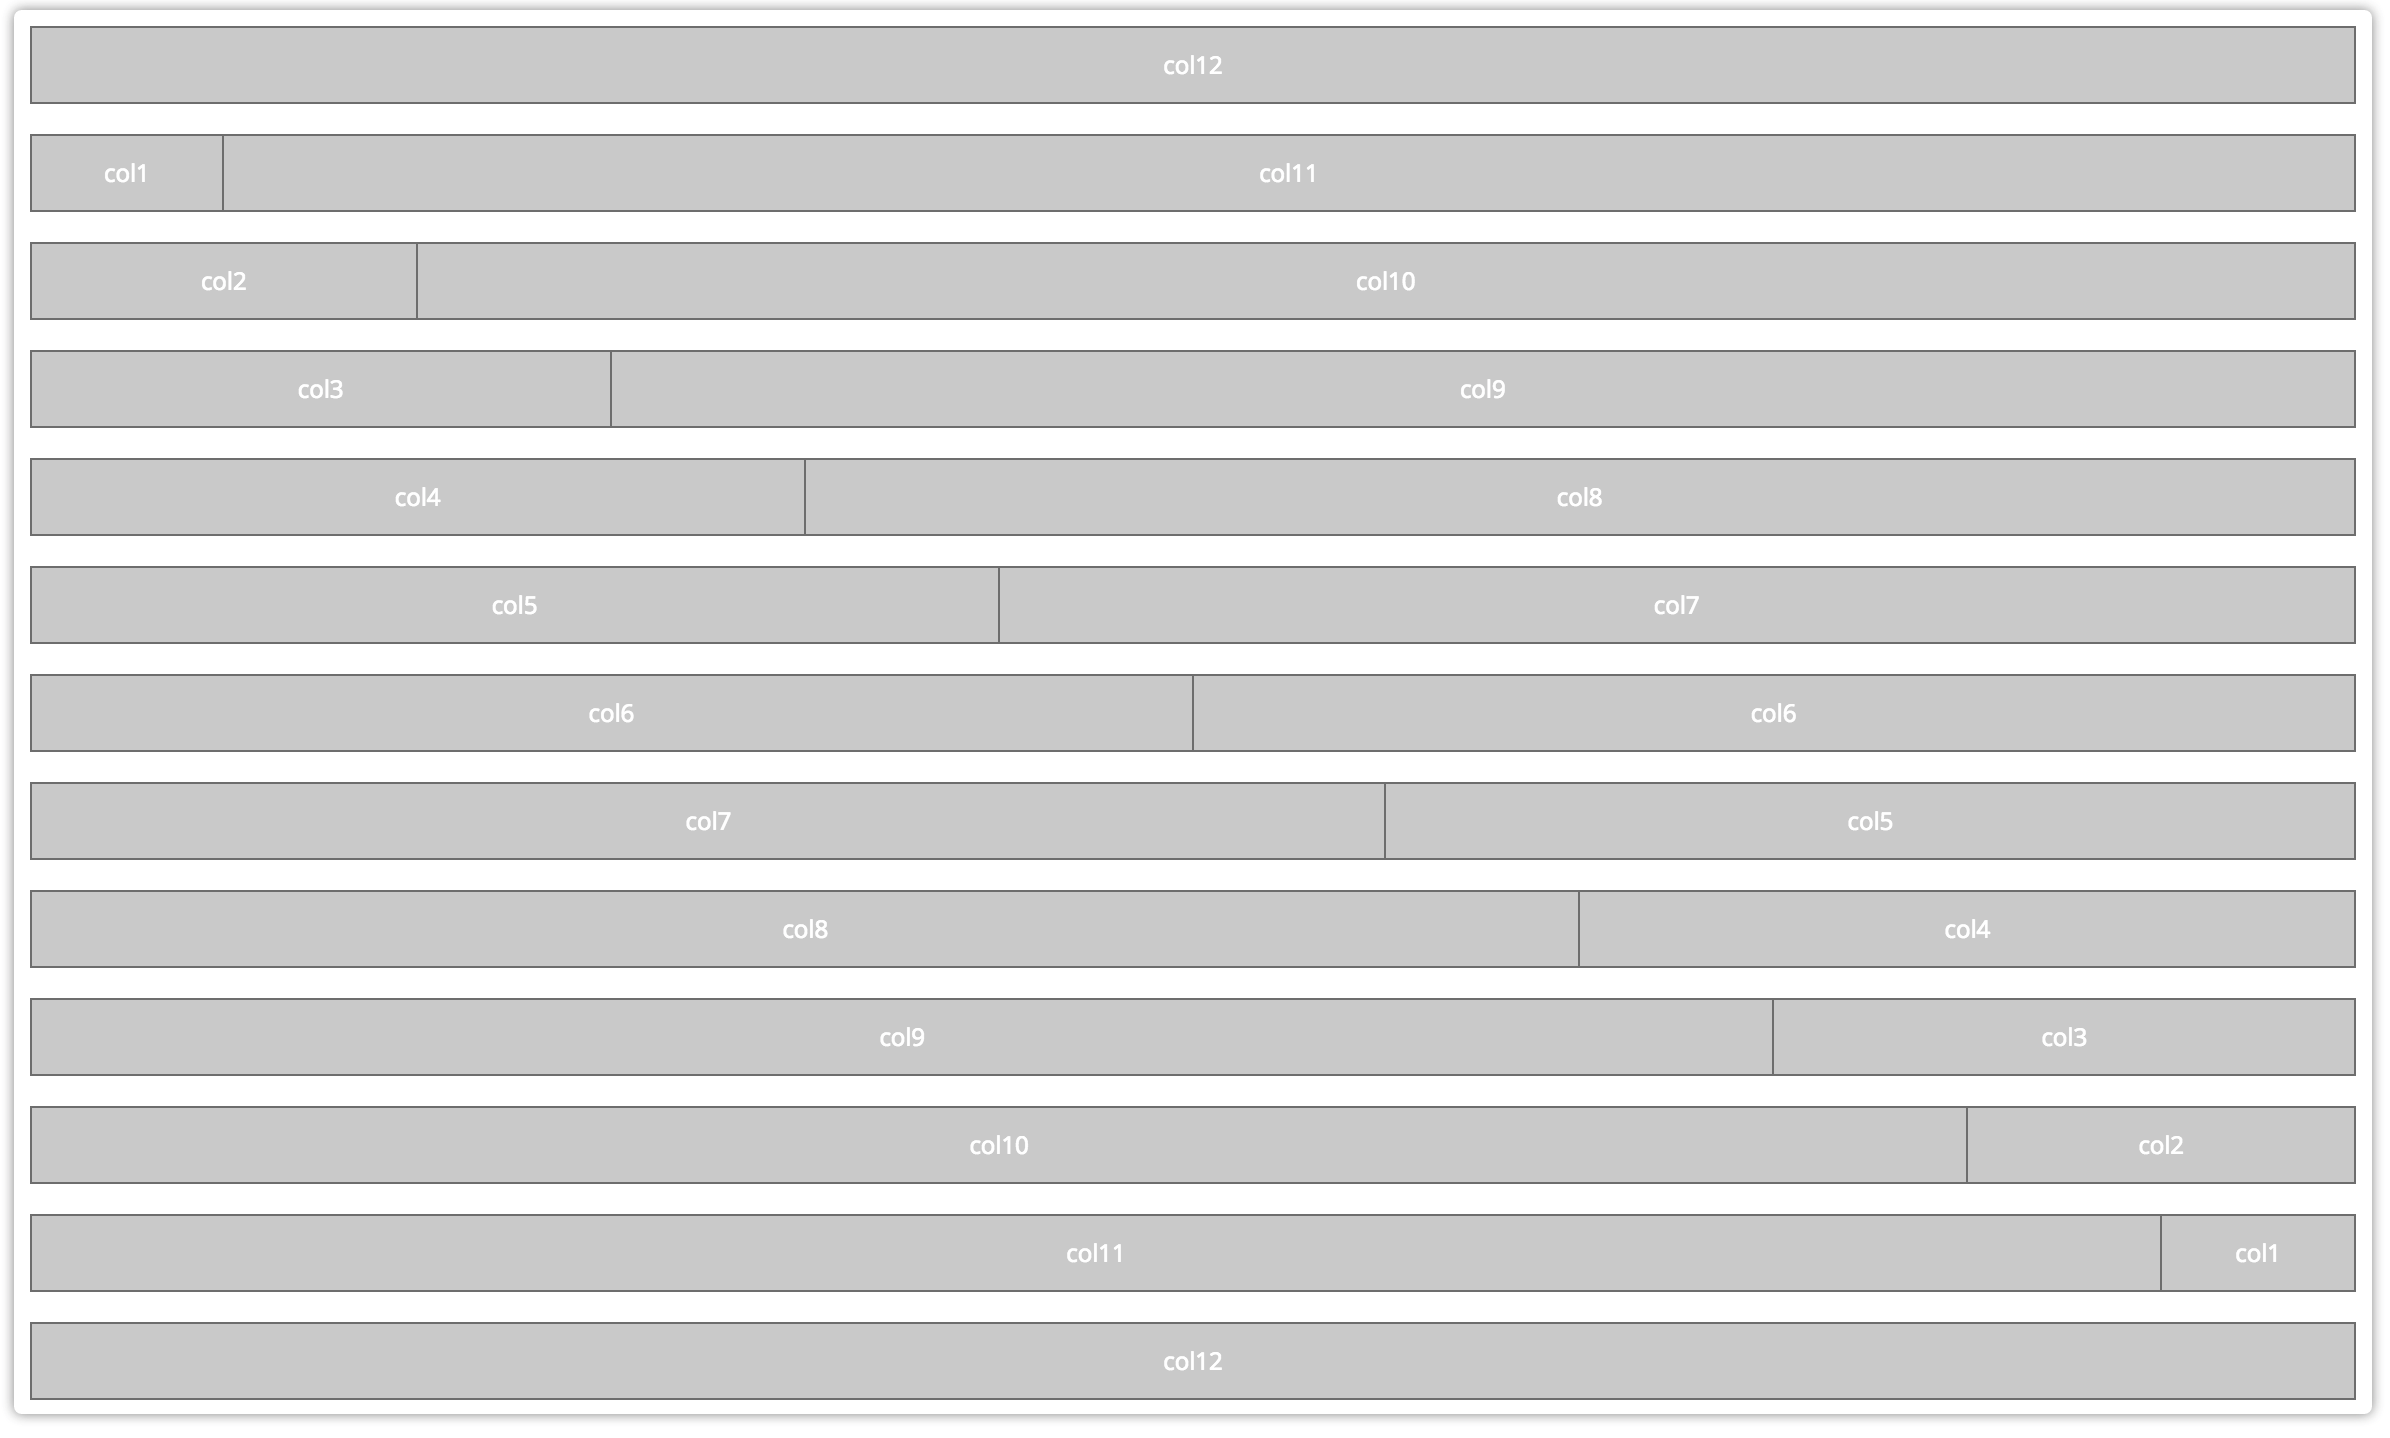 col12
col1 col11
col2 col10
col3 col9
col4 col8
col5 col7
col6 col6
col7 col5
col8 col4
col9 col3
col10 col2
col11 col1
col12